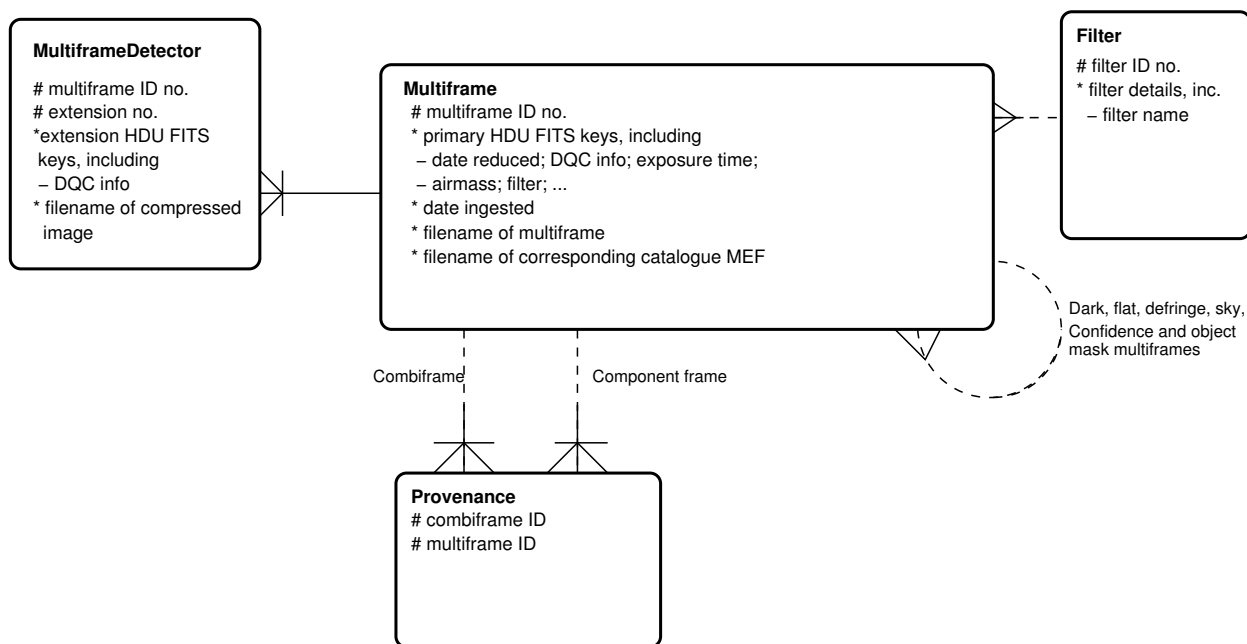 MultiframeDetector
# multiframe ID no.
# extension no.
*extension HDU FITS
keys, including
– DQC info
* filename of compressed
image
Multiframe
# multiframe ID no.
* primary HDU FITS keys, including
– date reduced; DQC info; exposure time;
– airmass; filter; ...
* date ingested
* filename of multiframe
* filename of corresponding catalogue MEF
Filter
# filter ID no.
* filter details, inc.
– filter name
Dark, flat, defringe, sky,
Confidence and object
mask multiframes
Combiframe
Component frame
Provenance
# combiframe ID
# multiframe ID